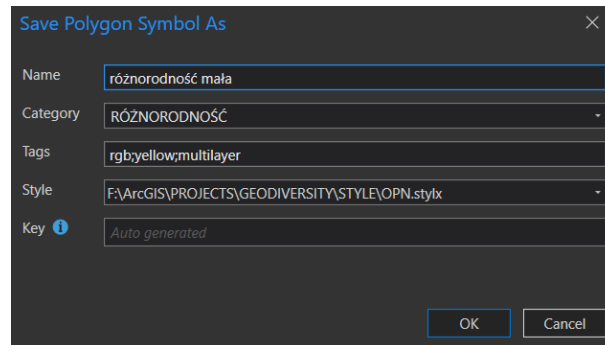 Save Polygon Symbol As
Name różnorodność mała
Category RÓŻNORODNOŚĆ
Tags rgb;yellow;multilayer
Style F:\ArcGIS\PROJECTS\GEODIVERSITY\STYLE\OPN.stylx
Key Auto generated
OK Cancel